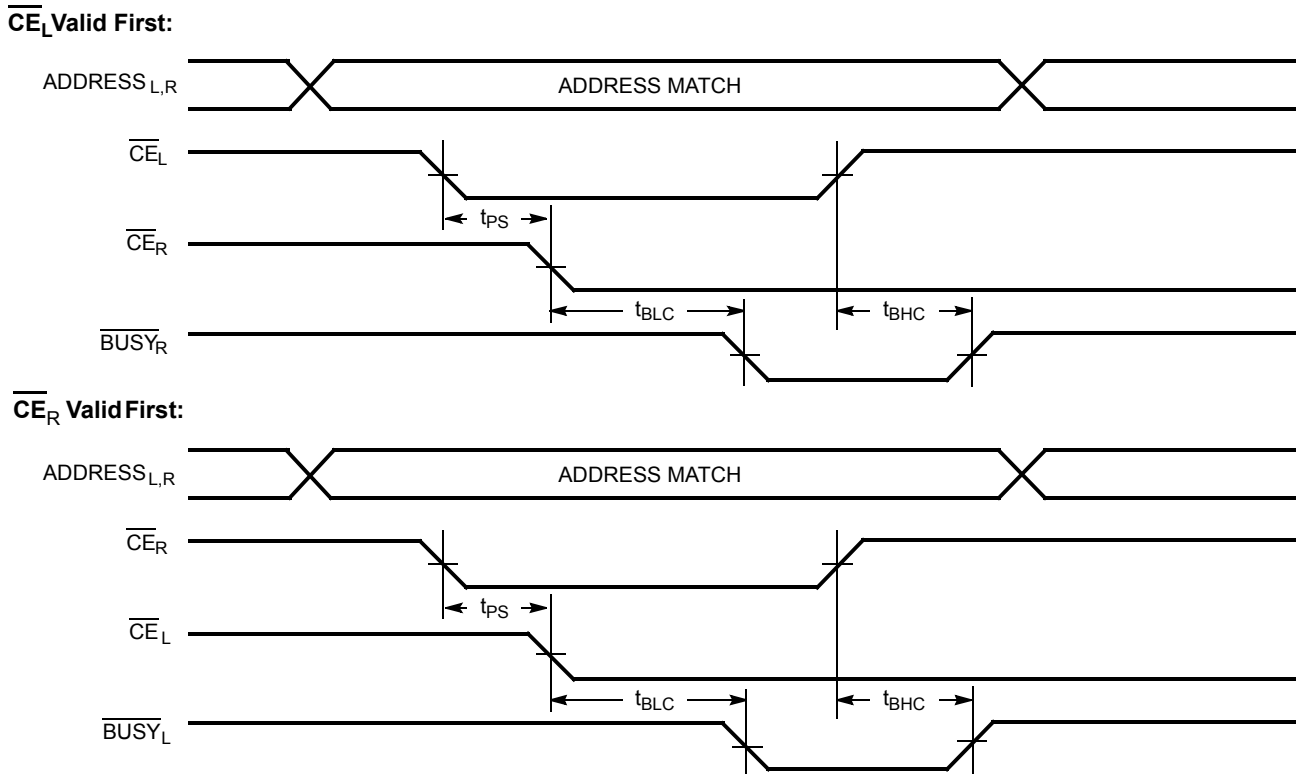 CE_L Valid First:
ADDRESS_L,R
ADDRESS MATCH
CE_L
t_PS
CE_R
t_BLC
t_BHC
BUSY_R
CE_R Valid First:
ADDRESS_L,R
ADDRESS MATCH
CE_R
t_PS
CE_L
t_BLC
t_BHC
BUSY_L